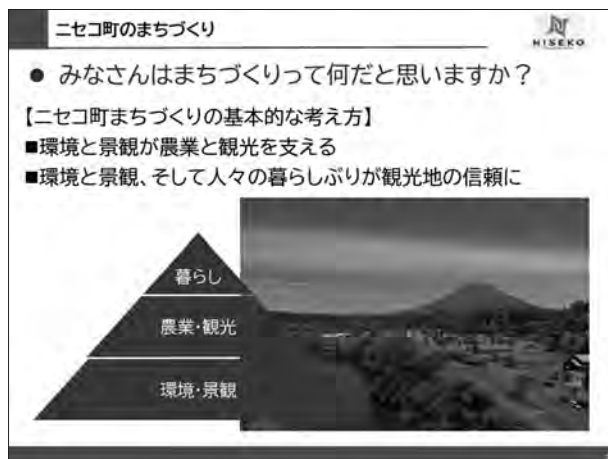 ニセコ町のまちづくり
NISEKO
● みなさんはまちづくりって何だと思いますか？
【ニセコ町まちづくりの基本的な考え方】
■環境と景観が農業と観光を支える
■環境と景観、そして人々の暮らしぶりが観光地の信頼に
暮らし
農業・観光
環境・景観